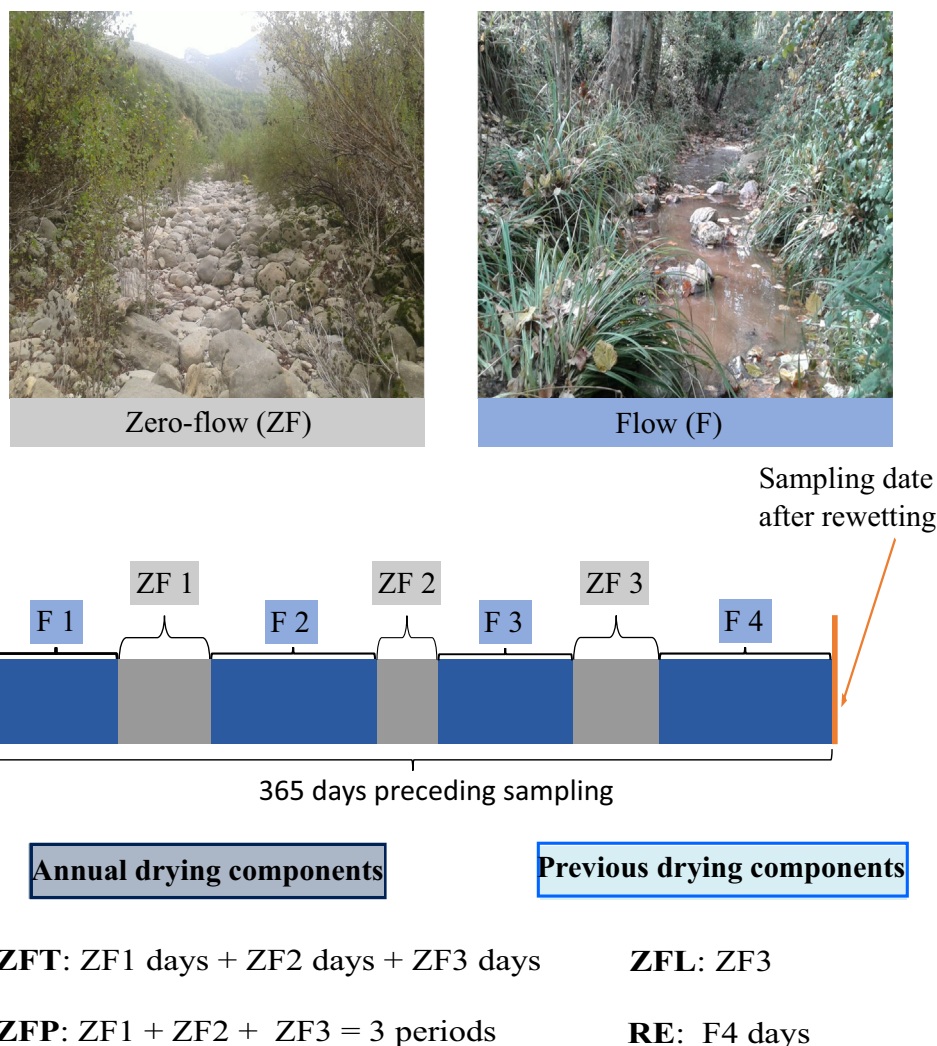 Zero-flow (ZF)
Flow (F)
Sampling date
after rewetting
ZF 1
ZF 2
ZF 3
F 1
F 2
F 3
F 4
365 days preceding sampling
Annual drying components
Previous drying components
ZFT: ZF1 days + ZF2 days + ZF3 days
ZFL: ZF3
ZFP: ZF1 + ZF2 + ZF3 = 3 periods
RE: F4 days